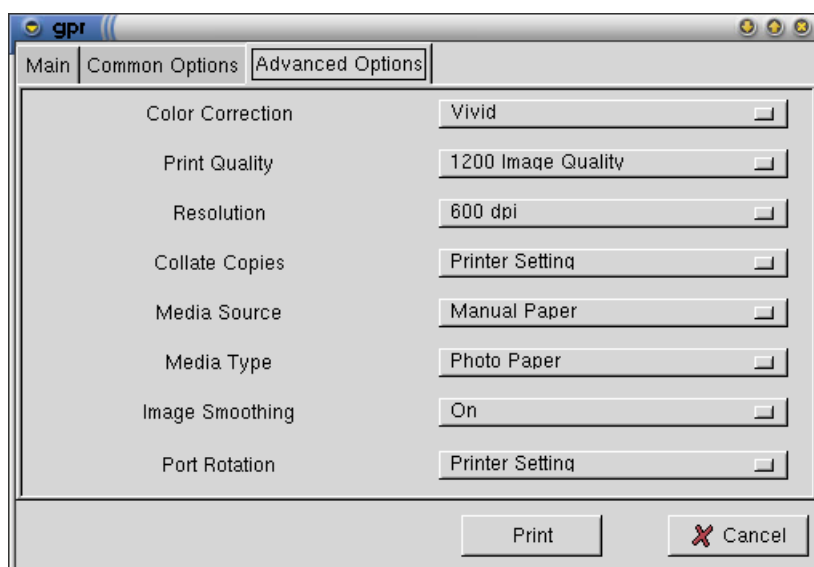 gpr
Main Common Options Advanced Options
Color Correction Vivid
Print Quality 1200 Image Quality
Resolution 600 dpi
Collate Copies Printer Setting
Media Source Manual Paper
Media Type Photo Paper
Image Smoothing On
Port Rotation Printer Setting
Print Cancel